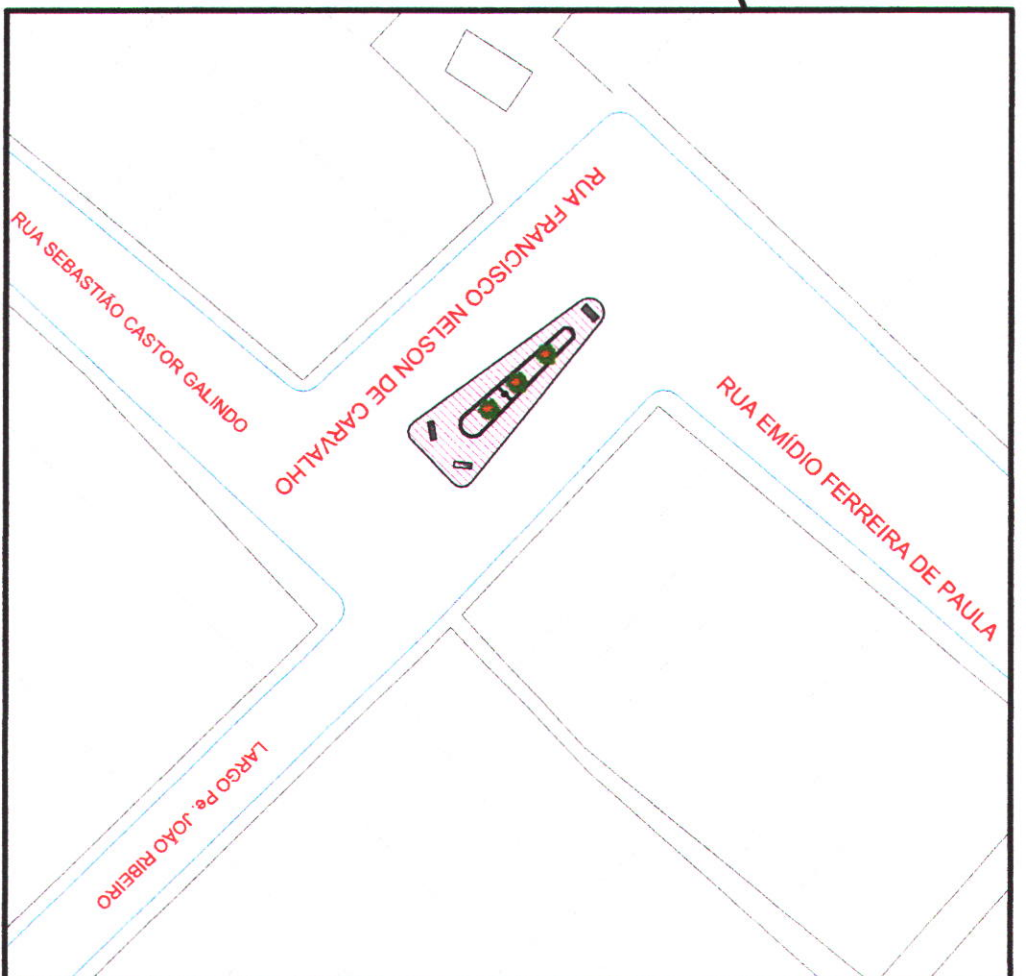 RUA FRANCISCO NELSON DE CARVALHO
RUA SEBASTIÃO CASTOR GALINDO
RUA EMÍDIO FERREIRA DE PAULA
LARGO Pe. JOÃO RIBEIRO